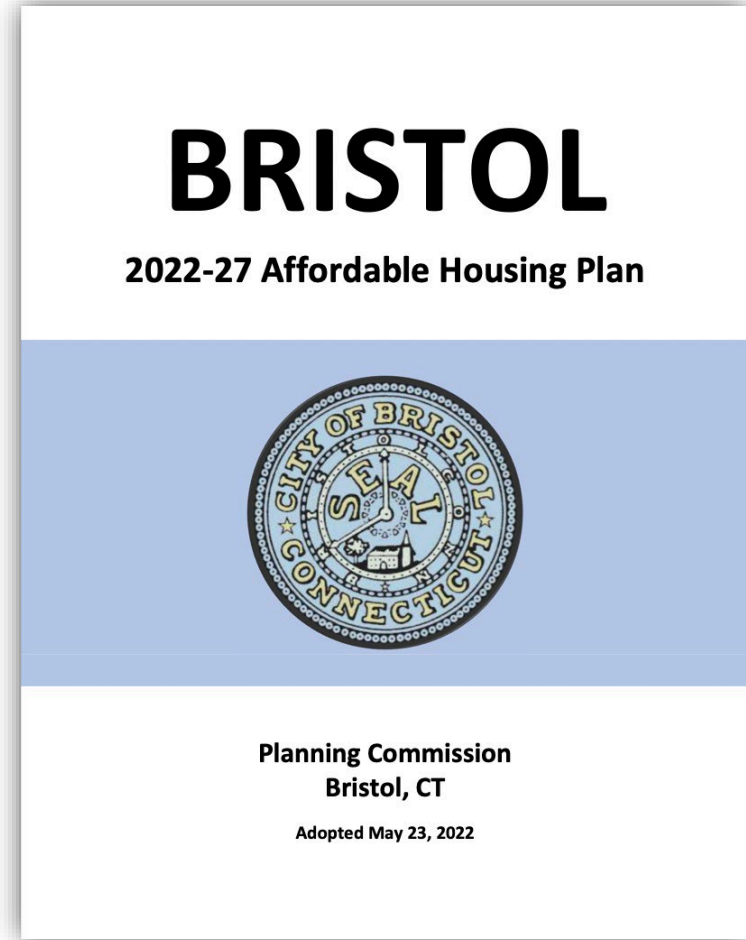 BRISTOL
2022-27 Affordable Housing Plan
CITY OF BRISTOL
SEAL
CONNECTICUT
Planning Commission
Bristol, CT
Adopted May 23, 2022